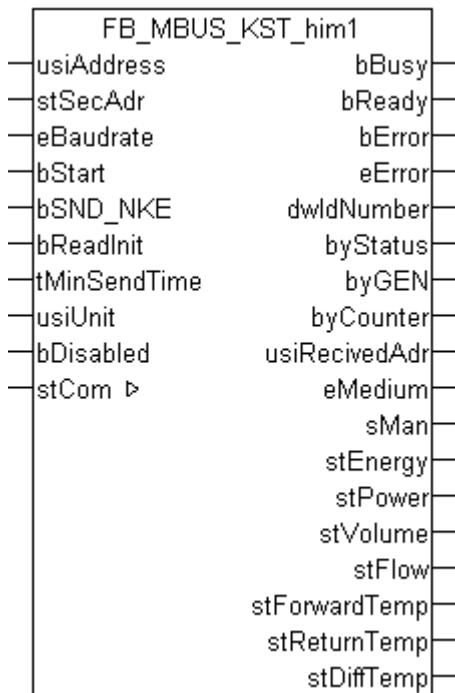 FB_MBUS_KST_him1
usiAddress bBusy
stSecAdr bReady
eBaudrate bError
bStart eError
bSND_NKE dwIdNumber
bReadInit byStatus
tMinSendTime byGEN
usiUnit byCounter
bDisabled usiRecivedAdr
stCom ▷ eMedium
sMan
stEnergy
stPower
stVolume
stFlow
stForwardTemp
stReturnTemp
stDiffTemp